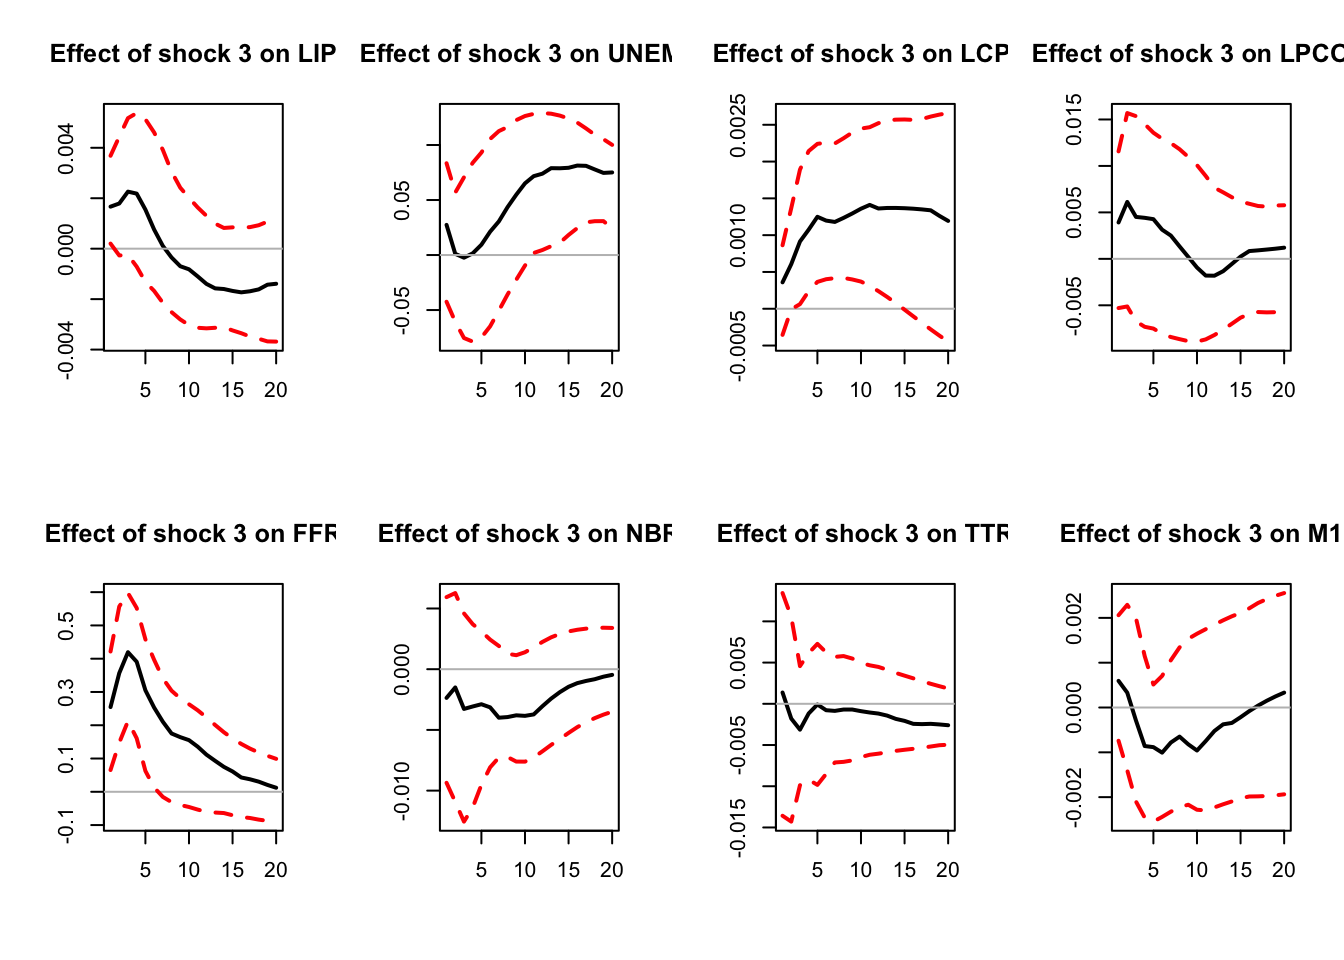 Effect of shock 3 on LIP
Effect of shock 3 on UNEM
Effect of shock 3 on LCP
Effect of shock 3 on LPCO
0.004
0.000
-0.004
5 10 15 20
0.05
-0.05
5 10 15 20
0.0025
0.0010
-0.0005
5 10 15 20
0.015
0.005
-0.005
5 10 15 20
Effect of shock 3 on FFR
Effect of shock 3 on NBR
Effect of shock 3 on TTR
Effect of shock 3 on M1
0.5
0.3
0.1
-0.1
5 10 15 20
0.000
-0.010
5 10 15 20
0.005
-0.005
-0.015
5 10 15 20
0.002
0.000
-0.002
5 10 15 20